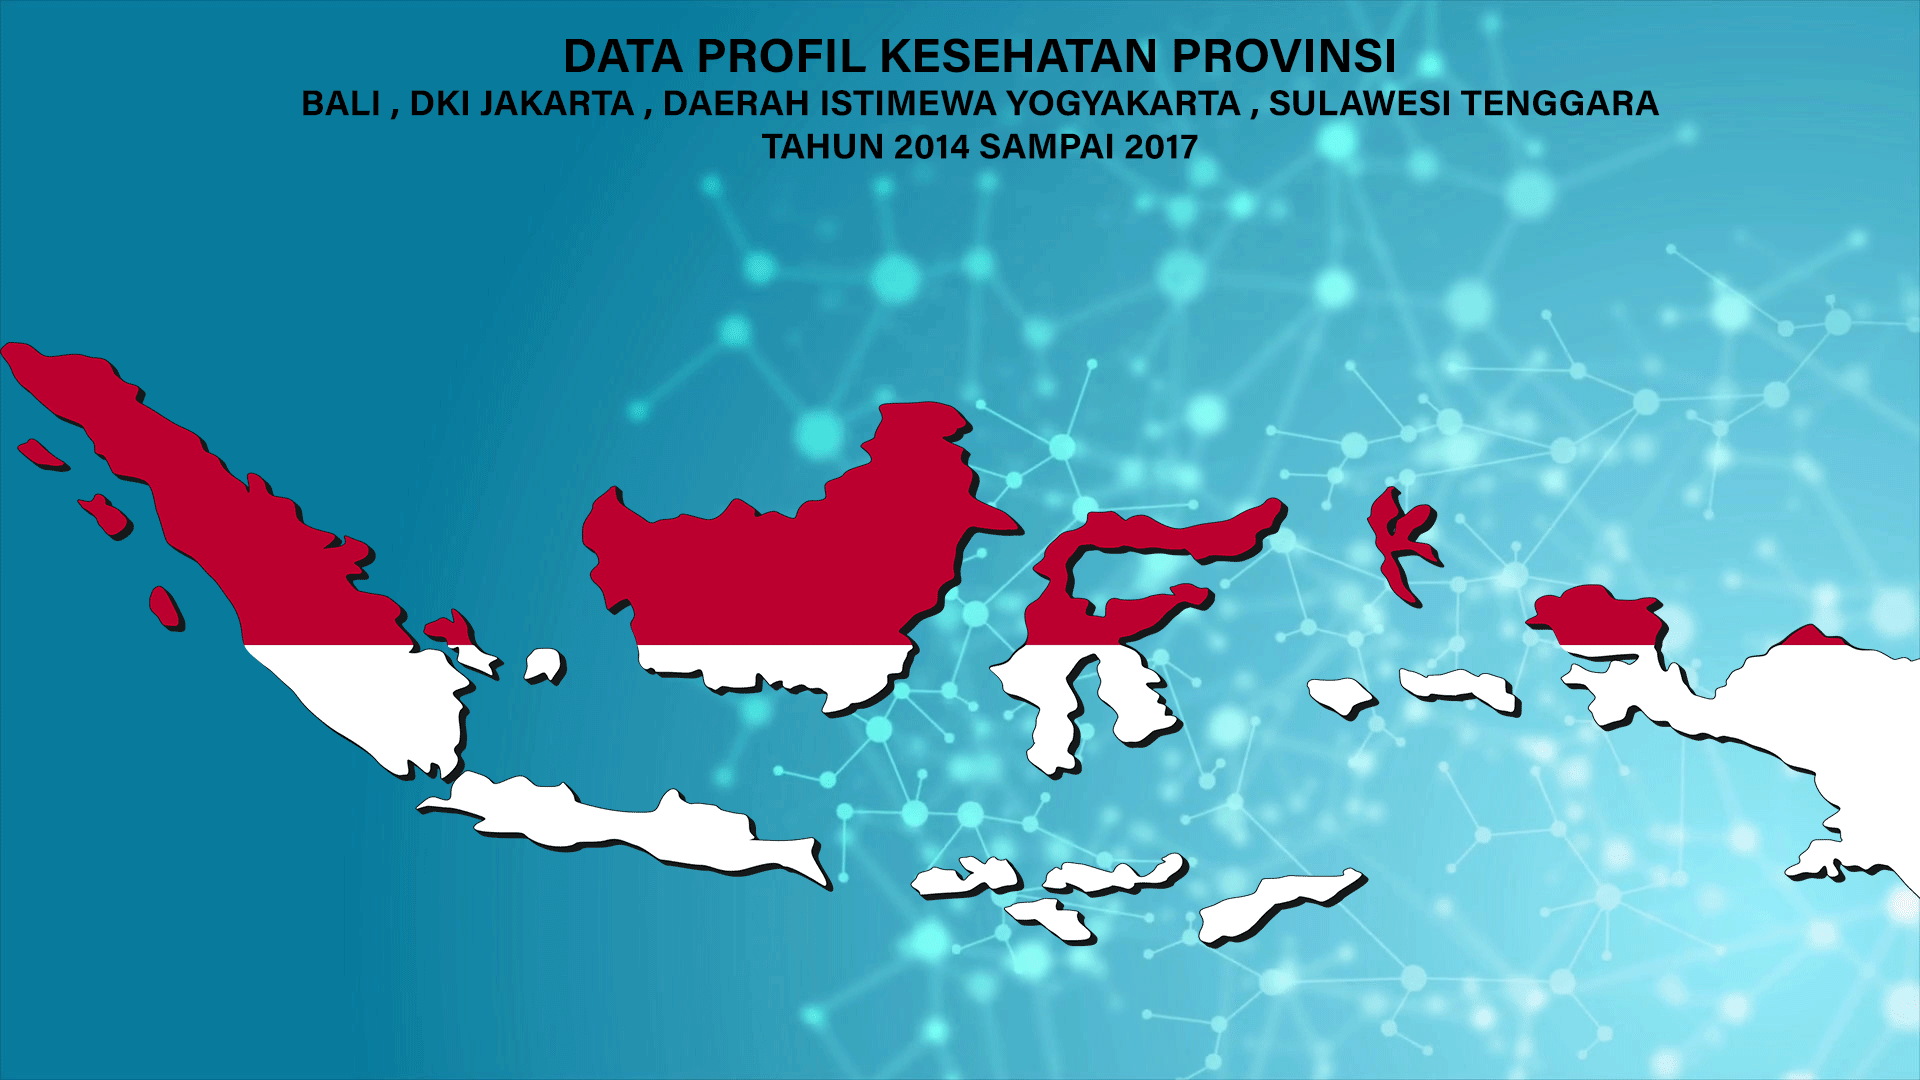 DATA PROFIL KESEHATAN PROVINSI
BALI , DKI JAKARTA , DAERAH ISTIMEWA YOGYAKARTA , SULAWESI TENGGARA
TAHUN 2014 SAMPAI 2017